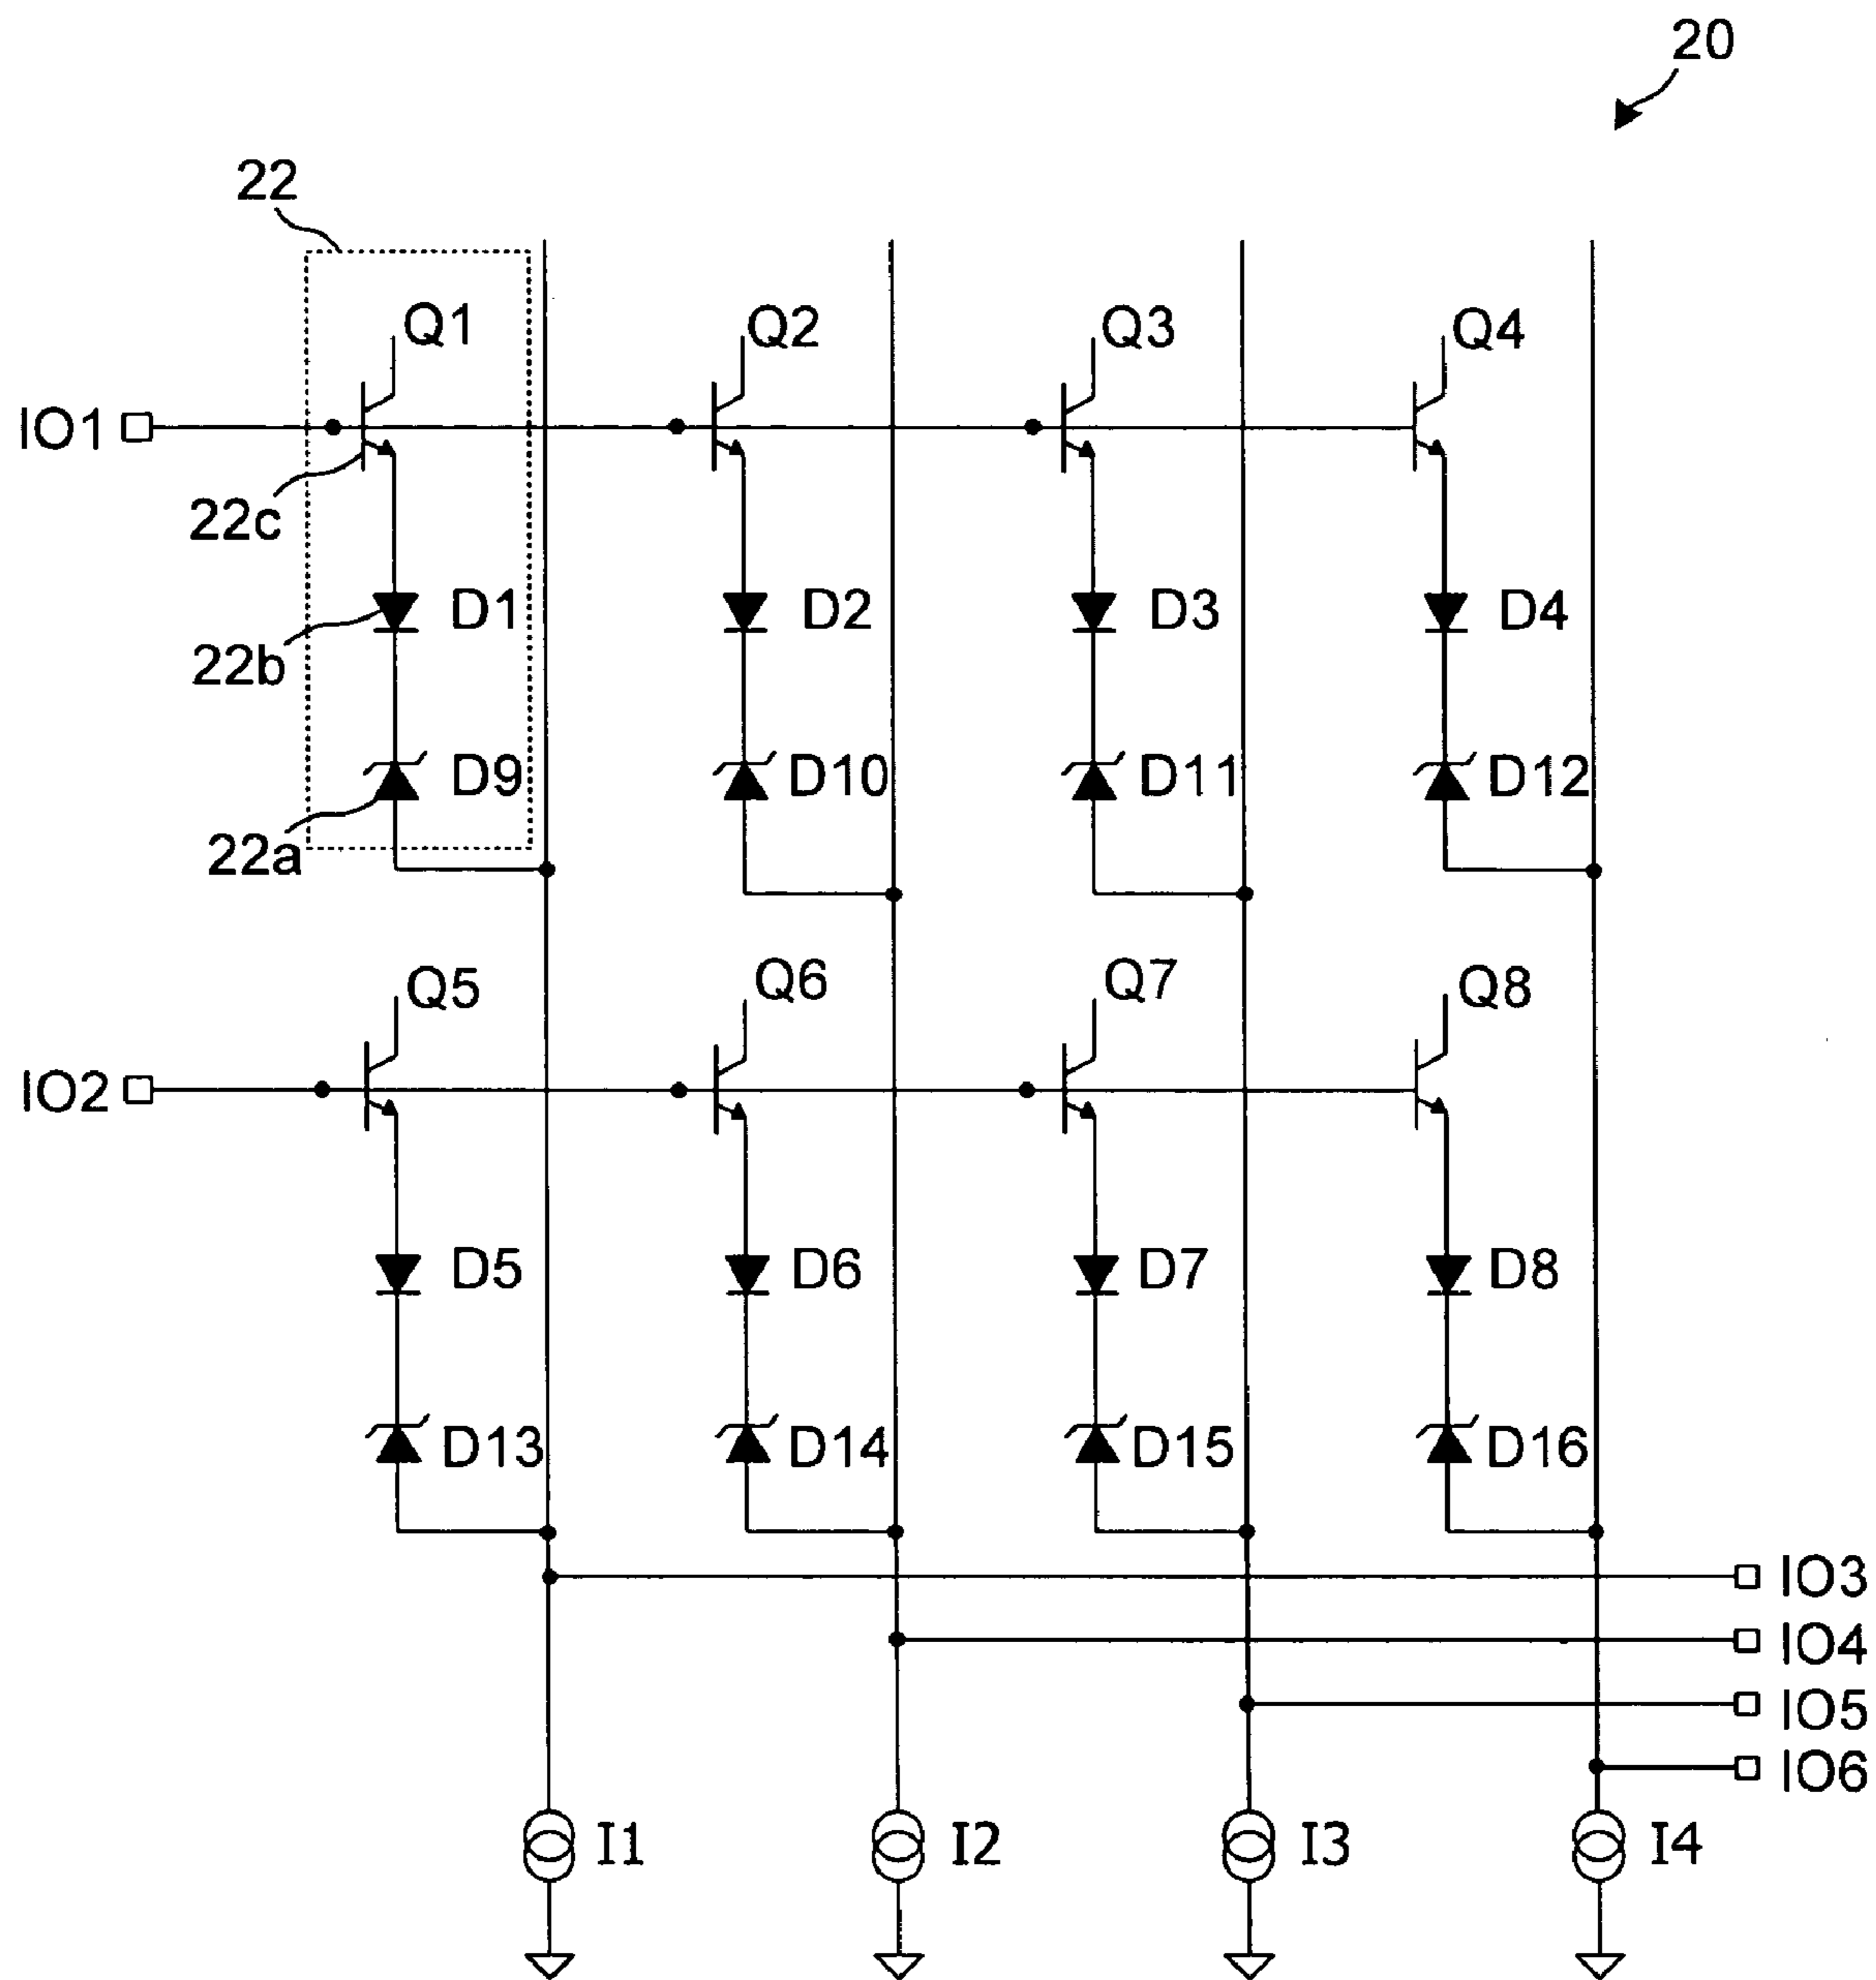 20
22
Q1 Q2 Q3 Q4
IO1
22c
D1 D2 D3 D4
22b
D9 D10 D11 D12
22a
Q5 Q6 Q7 Q8
IO2
D5 D6 D7 D8
D13 D14 D15 D16
IO3
IO4
IO5
IO6
I1 I2 I3 I4